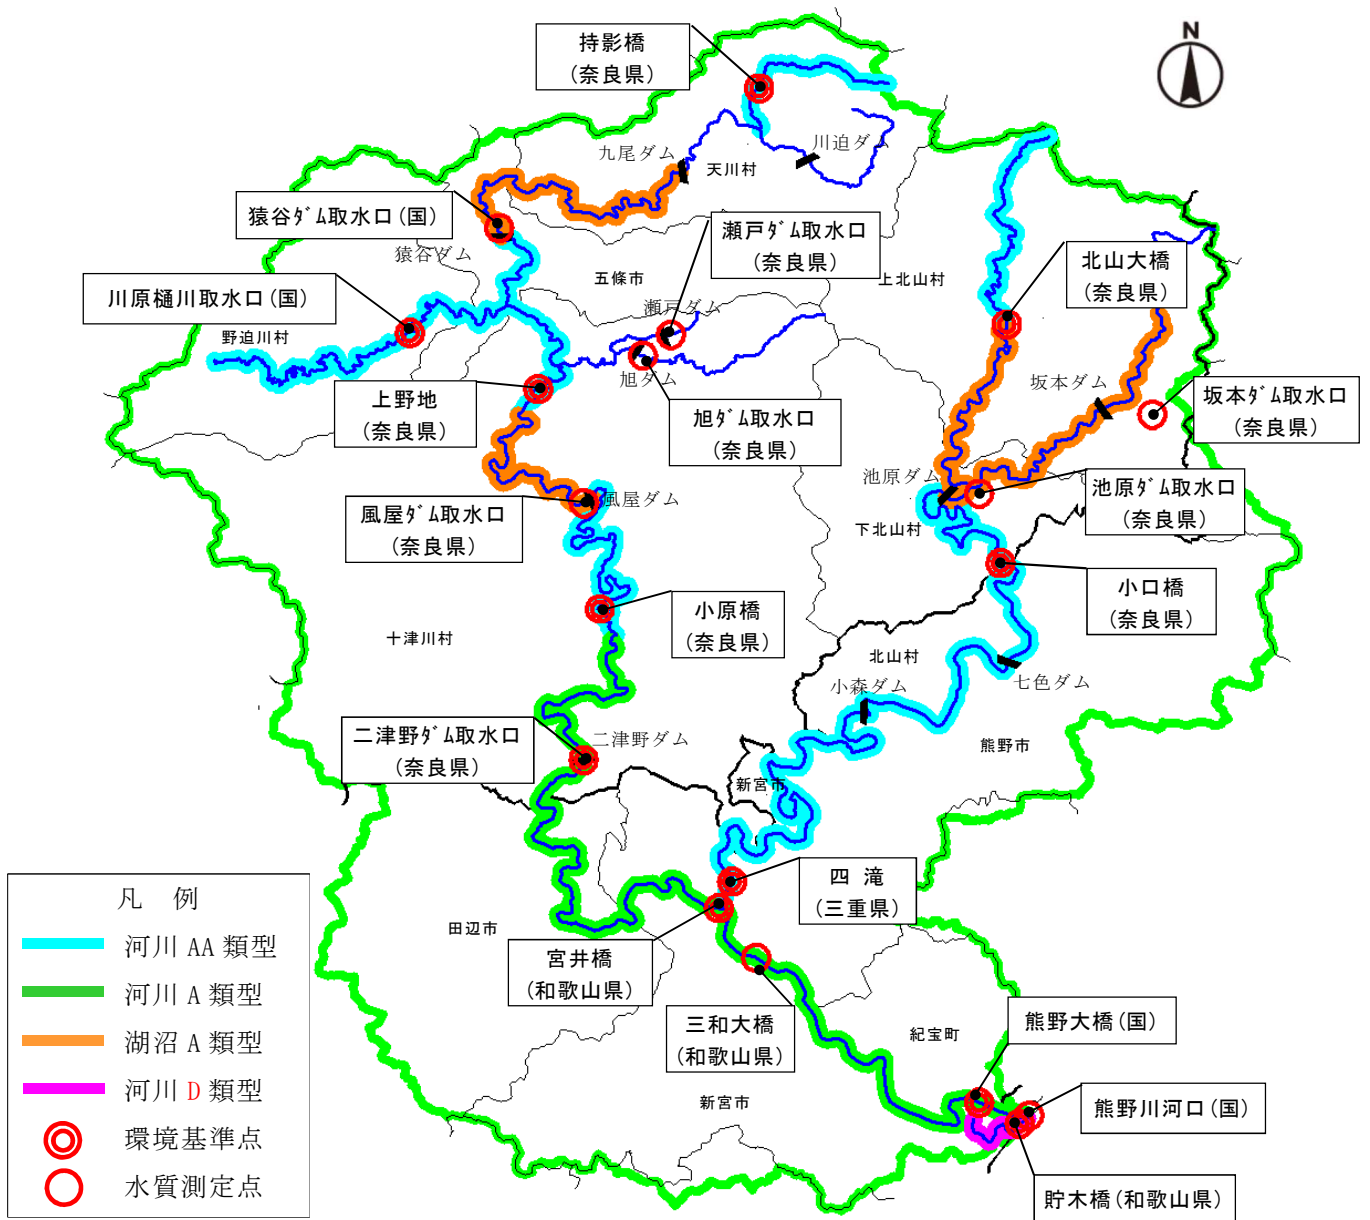 N
持影橋
(奈良県)
川迫ダム
九尾ダム
天川村
猿谷ダム取水口(国)
瀬戸ダム取水口
(奈良県)
猿谷ダム
五條市
上北山村
北山大橋
(奈良県)
川原樋川取水口(国)
瀬戸ダム
野迫川村
旭ダム
坂本ダム
上野地
(奈良県)
旭ダム取水口
(奈良県)
坂本ダム取水口
(奈良県)
池原ダム
池原ダム取水口
(奈良県)
風屋ダム
風屋ダム取水口
(奈良県)
下北山村
小原橋
(奈良県)
小口橋
(奈良県)
十津川村
北山村
小森ダム
七色ダム
二津野ダム取水口
(奈良県)
二津野ダム
熊野市
新宮市
四 滝
(三重県)
凡 例
河川 AA 類型
河川 A 類型
湖沼 A 類型
河川 D 類型
環境基準点
水質測定点
田辺市
宮井橋
(和歌山県)
三和大橋
(和歌山県)
熊野大橋(国)
紀宝町
新宮市
熊野川河口(国)
貯木橋(和歌山県)